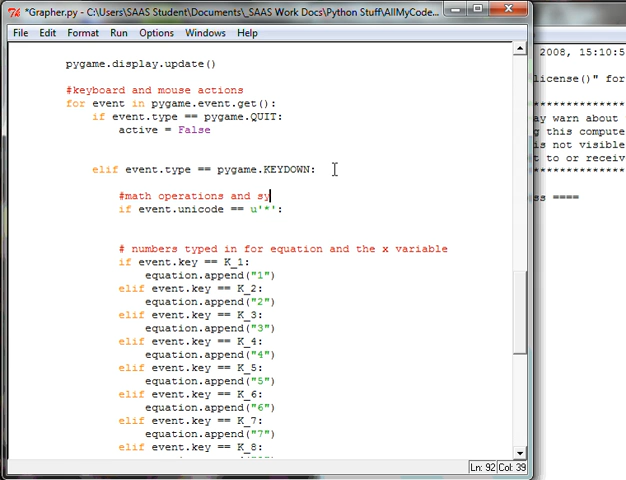 *Grapher.py - C:\Users\SAAS Student\Documents\_SAAS Work Docs\Python Stuff\AllMyCode...
File Edit Format Run Options Windows Help
pygame.display.update()
#keyboard and mouse actions
for event in pygame.event.get():
if event.type == pygame.QUIT:
active = False
elif event.type == pygame.KEYDOWN:
#math operations and sy
if event.unicode == u'*':
# numbers typed in for equation and the x variable
if event.key == K_1:
equation.append("1")
elif event.key == K_2:
equation.append("2")
elif event.key == K_3:
equation.append("3")
elif event.key == K_4:
equation.append("4")
elif event.key == K_5:
equation.append("5")
elif event.key == K_6:
equation.append("6")
elif event.key == K_7:
equation.append("7")
elif event.key == K_8:
Ln: 92 Col: 39
2008, 15:10:5
license()" for
*****************
ay warn about
g this compute
is not visible
t to or receiv
*****************
ss ====